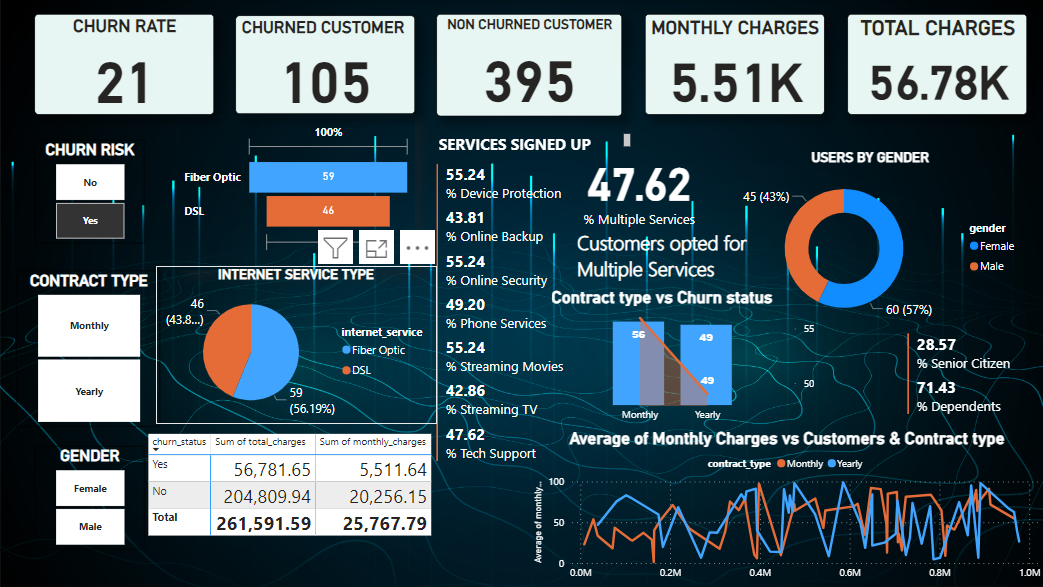 CHURN RATE
21
CHURNED CUSTOMER
105
NON CHURNED CUSTOMER
395
MONTHLY CHARGES
5.51K
TOTAL CHARGES
56.78K
CHURN RISK
No
Yes
CONTRACT TYPE
Monthly
Yearly
GENDER
Female
Male
100%
Fiber Optic
59
DSL
46
INTERNET SERVICE TYPE
46
(43.8...)
59
(56.19%)
internet_service
Fiber Optic
DSL
churn_status Sum of total_charges Sum of monthly_charges
Yes 56,781.65 5,511.64
No 204,809.94 20,256.15
Total 261,591.59 25,767.79
SERVICES SIGNED UP
55.24
% Device Protection
43.81
% Online Backup
55.24
% Online Security
49.20
% Phone Services
55.24
% Streaming Movies
42.86
% Streaming TV
47.62
% Tech Support
47.62
% Multiple Services
Customers opted for
Multiple Services
Contract type vs Churn status
56
49
49
55
50
Monthly Yearly
USERS BY GENDER
45 (43%)
60 (57%)
gender
Female
Male
28.57
% Senior Citizen
71.43
% Dependents
Average of Monthly Charges vs Customers & Contract type
contract_type Monthly Yearly
Average of monthly...
100
50
0
0.0M 0.2M 0.4M 0.6M 0.8M 1.0M